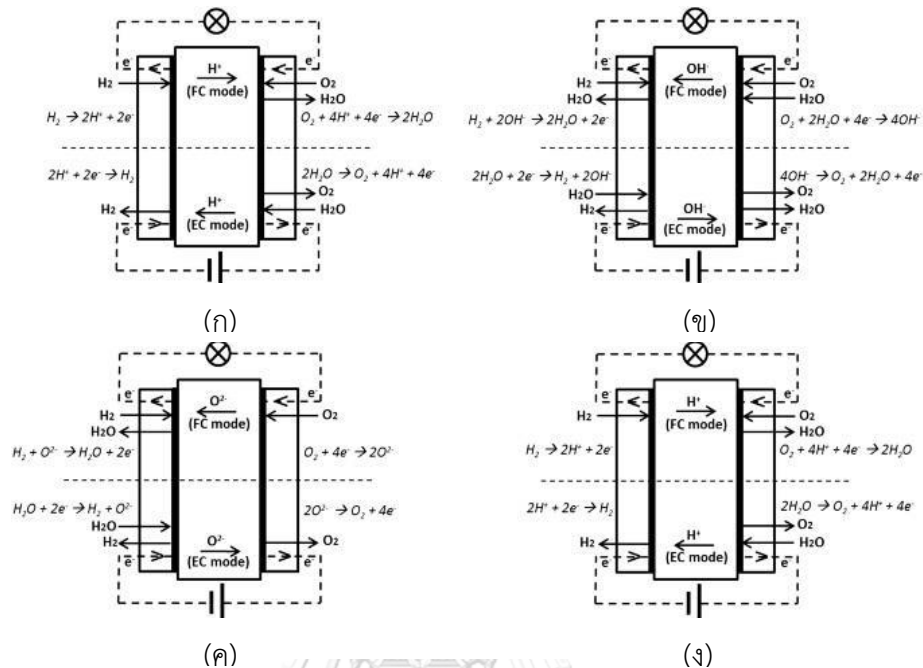 e⁻
e⁻
H₂
H⁺
(FC mode)
O₂
H₂O
H₂ → 2H⁺ + 2e⁻
O₂ + 4H⁺ + 4e⁻ → 2H₂O
2H⁺ + 2e⁻ → H₂
2H₂O → O₂ + 4H⁺ + 4e⁻
O₂
H₂
H⁺
(EC mode)
H₂O
e⁻
e⁻
(ก)
e⁻
e⁻
H₂
H₂O
OH⁻
(FC mode)
O₂
H₂O
H₂ + 2OH⁻ → 2H₂O + 2e⁻
O₂ + 2H₂O + 4e⁻ → 4OH⁻
2H₂O + 2e⁻ → H₂ + 2OH⁻
4OH⁻ → O₂ + 2H₂O + 4e⁻
H₂O
H₂
OH⁻
(EC mode)
O₂
H₂O
e⁻
e⁻
(ข)
e⁻
e⁻
H₂
H₂O
O²⁻
(FC mode)
O₂
H₂ + O²⁻ → H₂O + 2e⁻
O₂ + 4e⁻ → 2O²⁻
H₂O + 2e⁻ → H₂ + O²⁻
2O²⁻ → O₂ + 4e⁻
H₂O
H₂
O²⁻
(EC mode)
O₂
e⁻
e⁻
(ค)
e⁻
e⁻
H₂
H⁺
(FC mode)
O₂
H₂O
H₂ → 2H⁺ + 2e⁻
O₂ + 4H⁺ + 4e⁻ → 2H₂O
2H⁺ + 2e⁻ → H₂
2H₂O → O₂ + 4H⁺ + 4e⁻
O₂
H₂
H⁺
(EC mode)
H₂O
e⁻
e⁻
(ง)